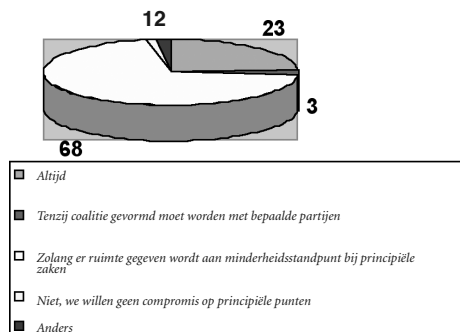 12 23
3
68
Altijd
Tenzij coalitie gevormd moet worden met bepaalde partijen
Zolang er ruimte gegeven wordt aan minderheidsstandpunt bij principiële
zaken
Niet, we willen geen compromis op principiële punten
Anders